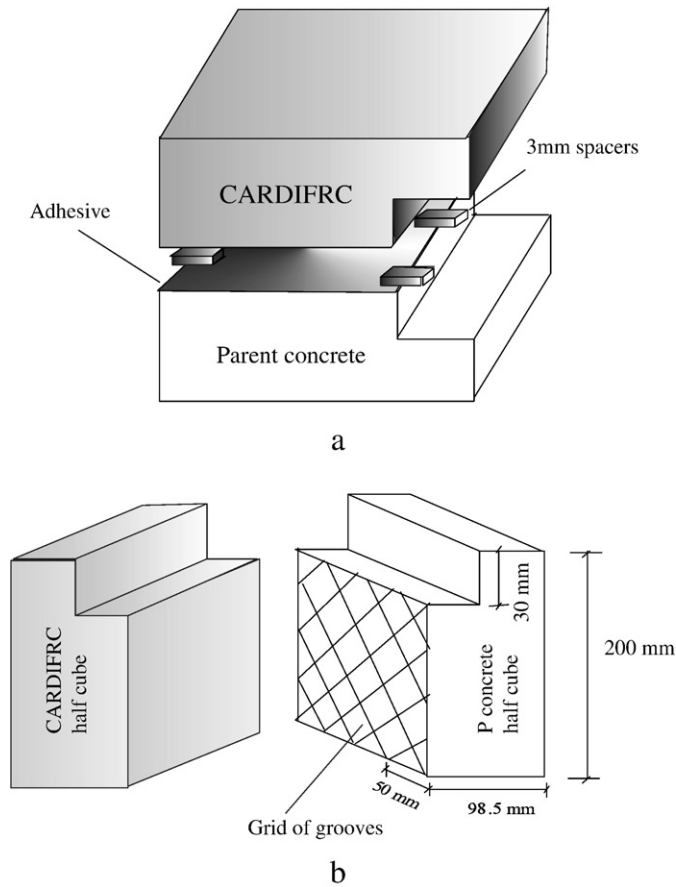 3mm spacers
CARDIFRC
Adhesive
Parent concrete
a
CARDIFRC
half cube
P concrete
half cube
30 mm
200 mm
50 mm
98.5 mm
Grid of grooves
b